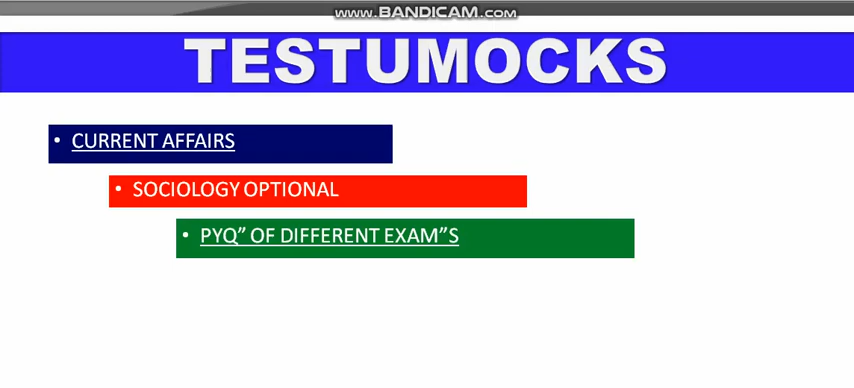 www.BANDICAM.com
TESTUMOCKS
• CURRENT AFFAIRS
• SOCIOLOGY OPTIONAL
• PYQ” OF DIFFERENT EXAM”S